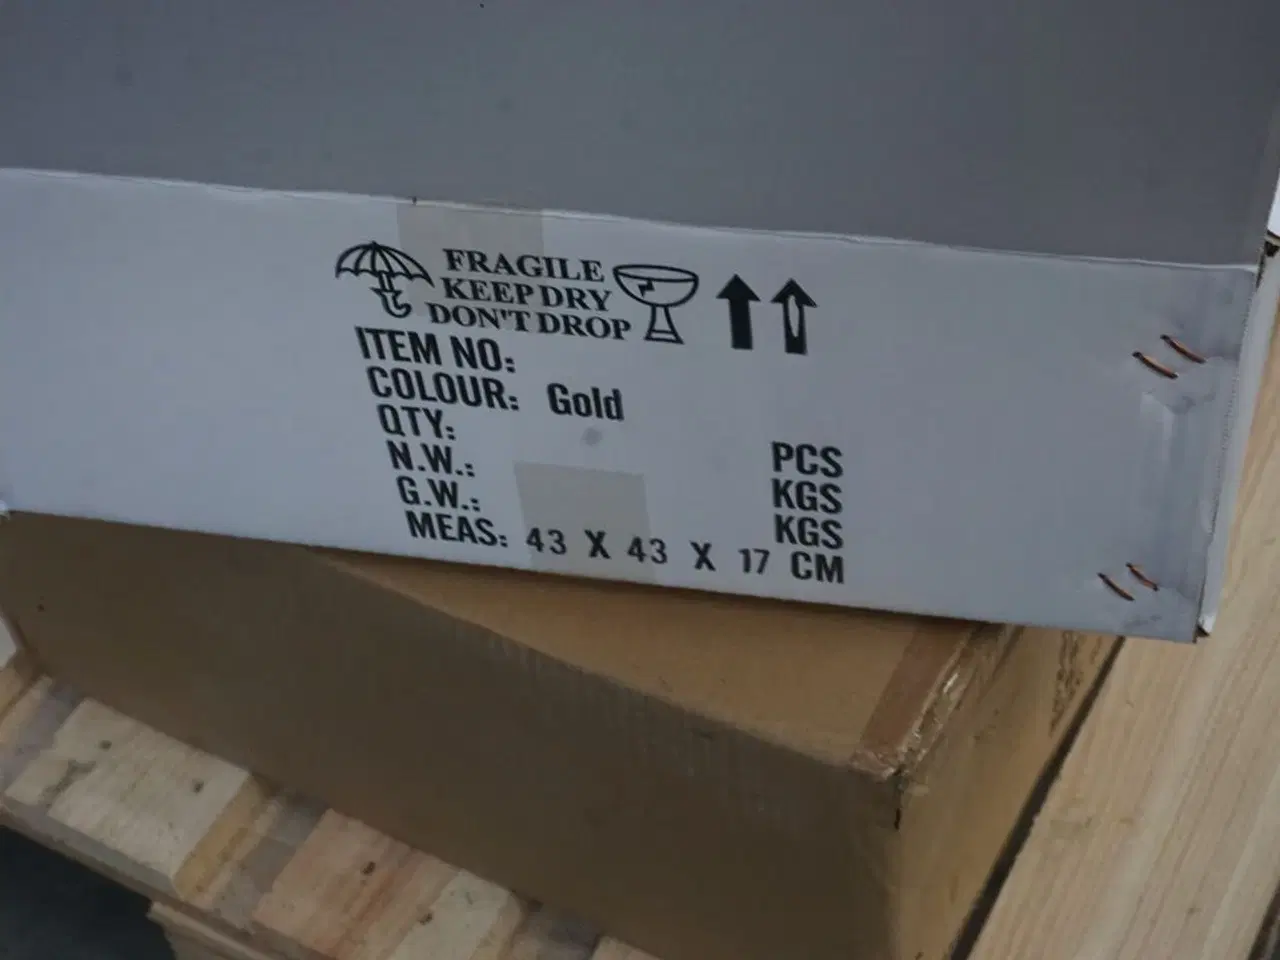 FRAGILE
KEEP DRY
DON'T DROP
ITEM NO:
COLOUR: Gold
QTY: PCS
N.W.: KGS
G.W.: KGS
MEAS: 43 X 43 X 17 CM